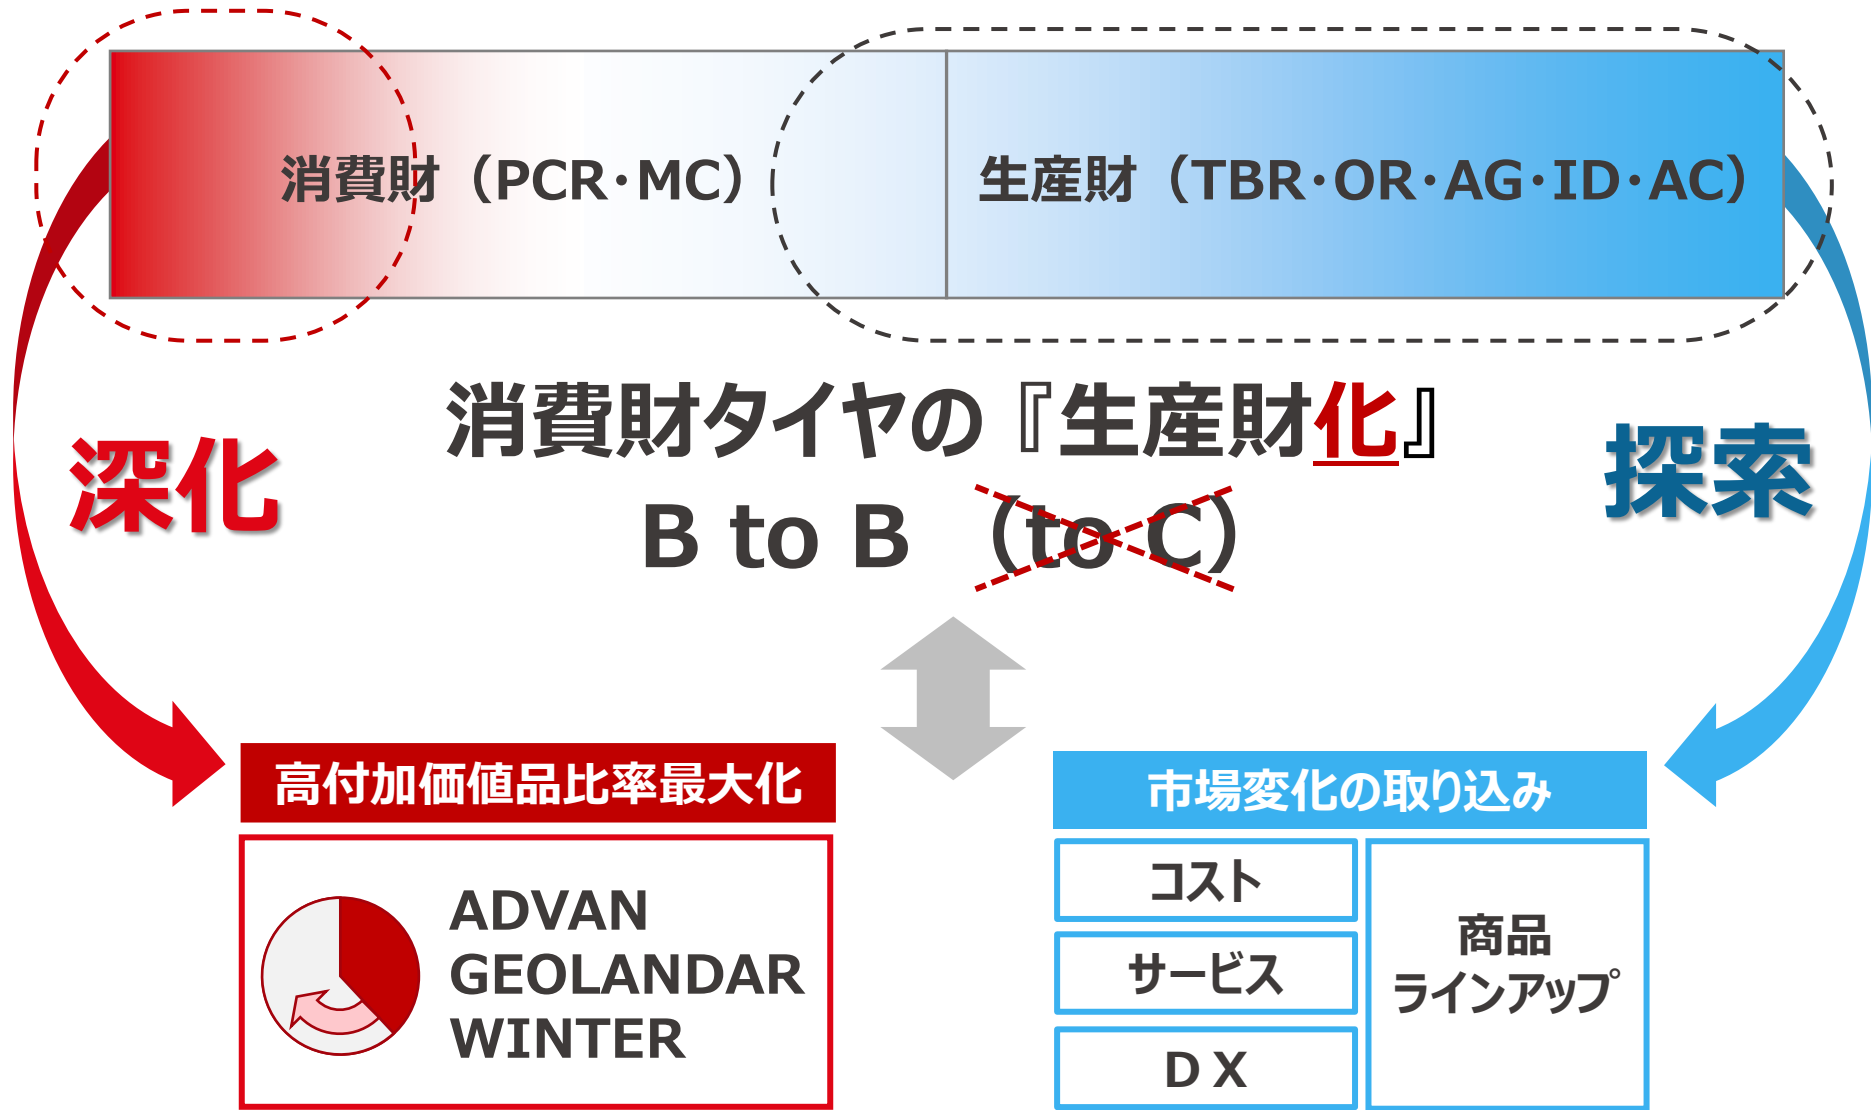 消費財（PCR･MC）
生産財（TBR･OR･AG･ID･AC）
消費財タイヤの『生産財化』
B to B （to C）
深化
探索
高付加価値品比率最大化
ADVAN
GEOLANDAR
WINTER
市場変化の取り込み
コスト
サービス
ＤＸ
商品
ラインアップ